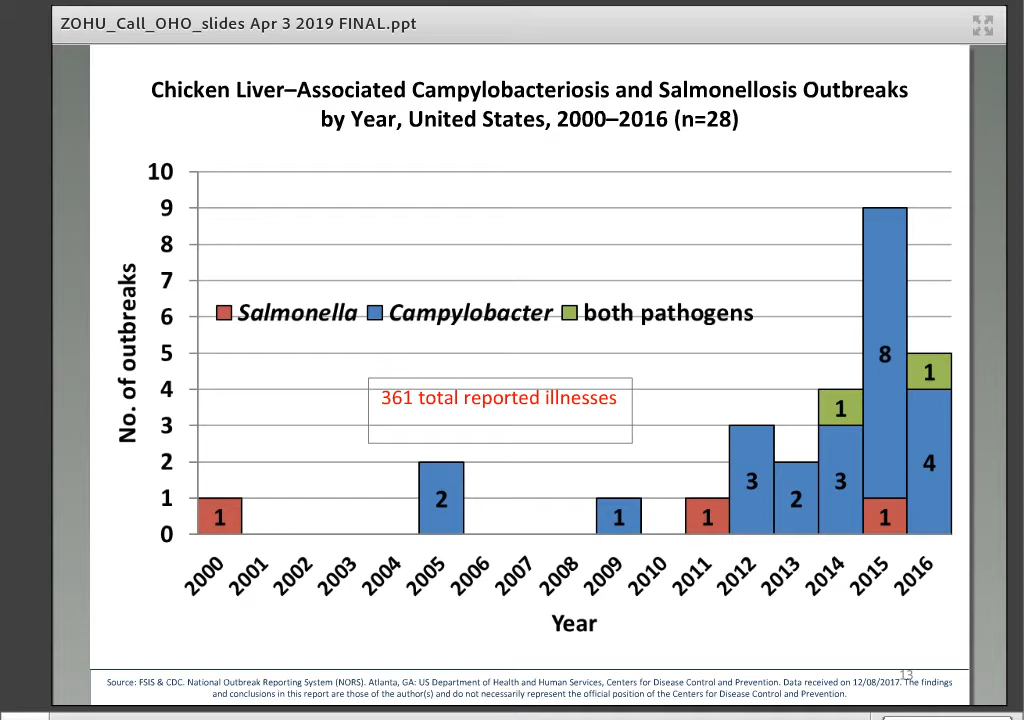 ZOHU_Call_OHO_slides Apr 3 2019 FINAL.ppt
Chicken Liver–Associated Campylobacteriosis and Salmonellosis Outbreaks
by Year, United States, 2000–2016 (n=28)
No. of outbreaks
10
9
8
7
6
5
4
3
2
1
0
Salmonella Campylobacter both pathogens
361 total reported illnesses
1
2
1
1
3
2
1
3
8
1
1
4
2000 2001 2002 2003 2004 2005 2006 2007 2008 2009 2010 2011 2012 2013 2014 2015 2016
Year
13
Source: FSIS & CDC. National Outbreak Reporting System (NORS). Atlanta, GA: US Department of Health and Human Services, Centers for Disease Control and Prevention. Data received on 12/08/2017. The findings
and conclusions in this report are those of the author(s) and do not necessarily represent the official position of the Centers for Disease Control and Prevention.